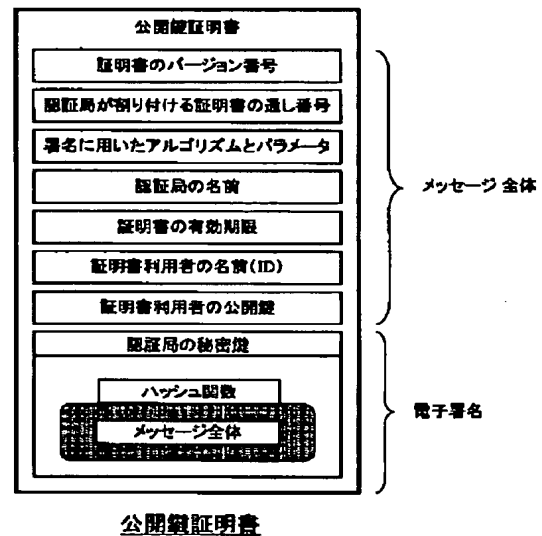 公開鍵証明書
証明書のバージョン番号
認証局が割り付ける証明書の通し番号
署名に用いたアルゴリズムとパラメータ
認証局の名前
証明書の有効期限
証明書利用者の名前(ID)
証明書利用者の公開鍵
メッセージ全体
認証局の秘密鍵
ハッシュ関数
メッセージ全体
電子署名
公開鍵証明書